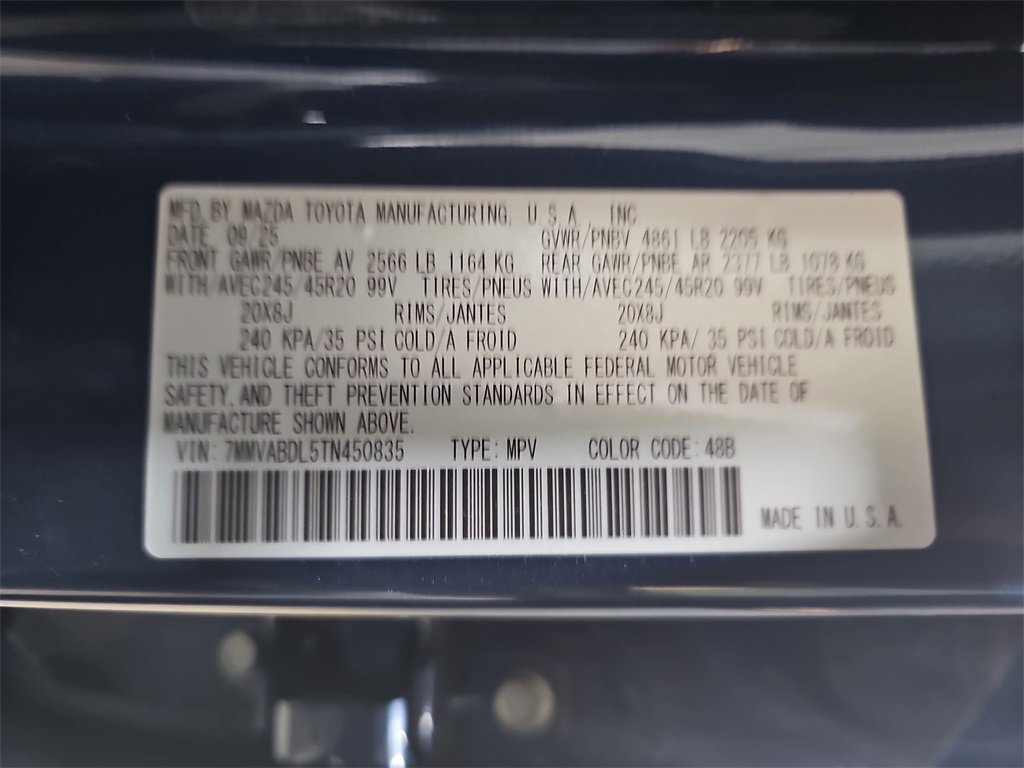 MFD. BY MAZDA TOYOTA MANUFACTURING, U.S.A., INC
DATE 09/25 GVWR/PNBV 4861 LB 2205 KG
FRONT GAWR/PNBE AV 2566 LB 1164 KG REAR GAWR/PNBE AR 2377 LB 1078 KG
WITH/AVEC245/45R20 99V TIRES/PNEUS WITH/AVEC245/45R20 99V TIRES/PNEUS
20X8J RIMS/JANTES 20X8J RIMS/JANTES
240 KPA/35 PSI COLD/A FROID 240 KPA/ 35 PSI COLD/A FROID
THIS VEHICLE CONFORMS TO ALL APPLICABLE FEDERAL MOTOR VEHICLE
SAFETY, AND THEFT PREVENTION STANDARDS IN EFFECT ON THE DATE OF
MANUFACTURE SHOWN ABOVE.
VIN: 7MMVABDL5TN450835 TYPE: MPV COLOR CODE: 48B
MADE IN U.S.A.